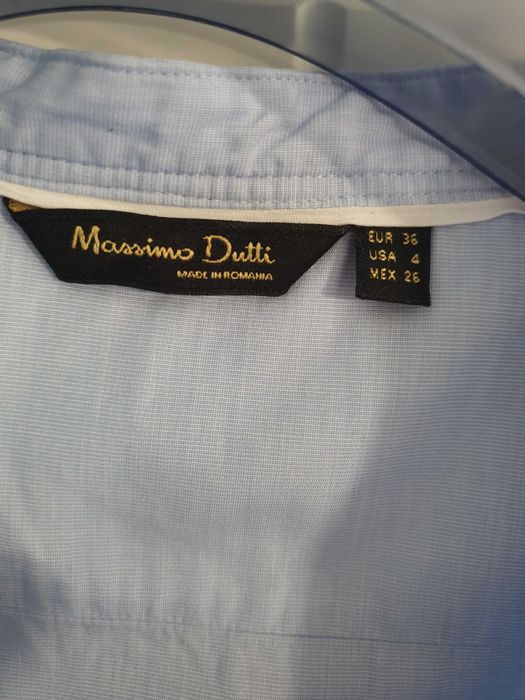 Massimo Dutti
MADE IN ROMANIA
EUR 36
USA 4
MEX 26